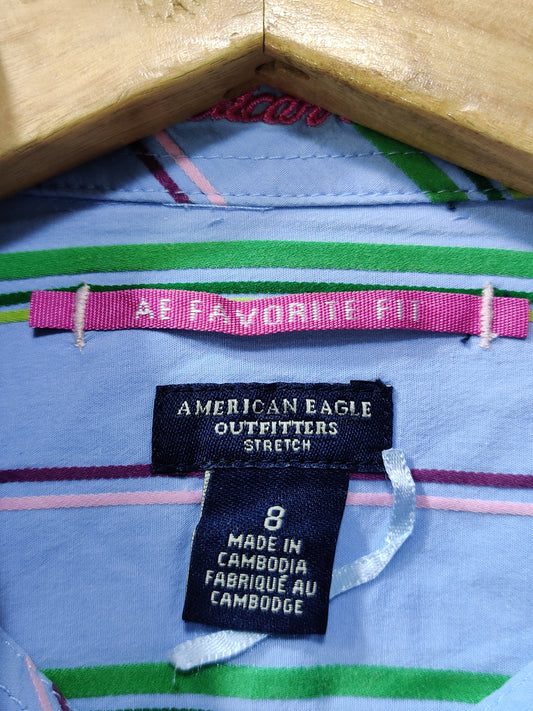 AE FAVORITE FIT
AMERICAN EAGLE
OUTFITTERS
STRETCH
8
MADE IN
CAMBODIA
FABRIQUÉ AU
CAMBODGE